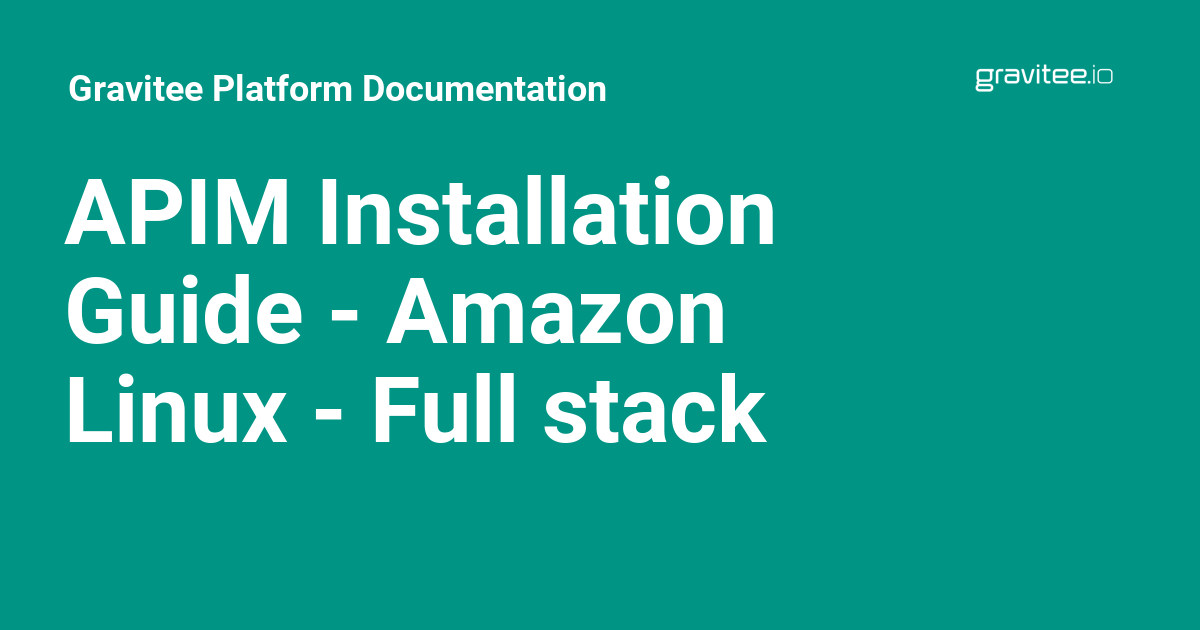 Gravitee Platform Documentation
gravitee.io
APIM Installation
Guide - Amazon
Linux - Full stack